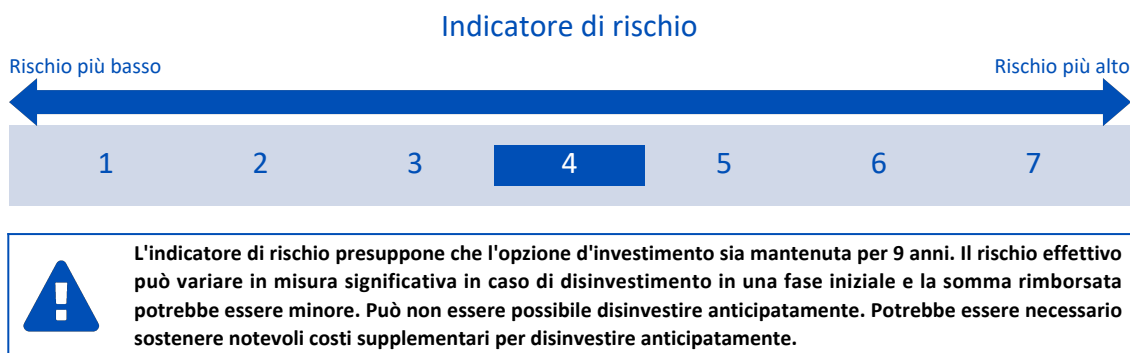 Indicatore di rischio
Rischio più basso
Rischio più alto
1 2 3 4 5 6 7
L'indicatore di rischio presuppone che l'opzione d'investimento sia mantenuta per 9 anni. Il rischio effettivo
può variare in misura significativa in caso di disinvestimento in una fase iniziale e la somma rimborsata
potrebbe essere minore. Può non essere possibile disinvestire anticipatamente. Potrebbe essere necessario
sostenere notevoli costi supplementari per disinvestire anticipatamente.